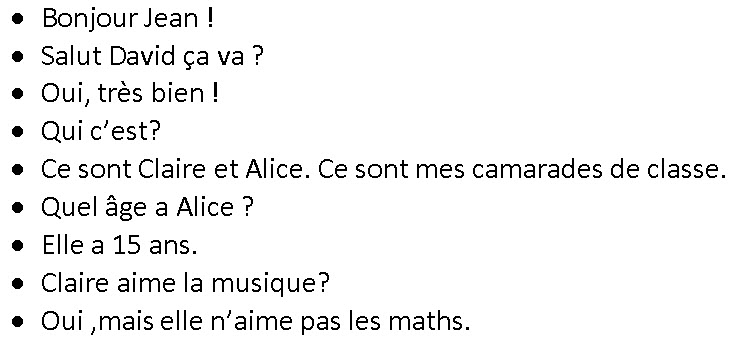 • Bonjour Jean !
• Salut David ça va ?
• Oui, très bien !
• Qui c’est?
• Ce sont Claire et Alice. Ce sont mes camarades de classe.
• Quel âge a Alice ?
• Elle a 15 ans.
• Claire aime la musique?
• Oui ,mais elle n’aime pas les maths.